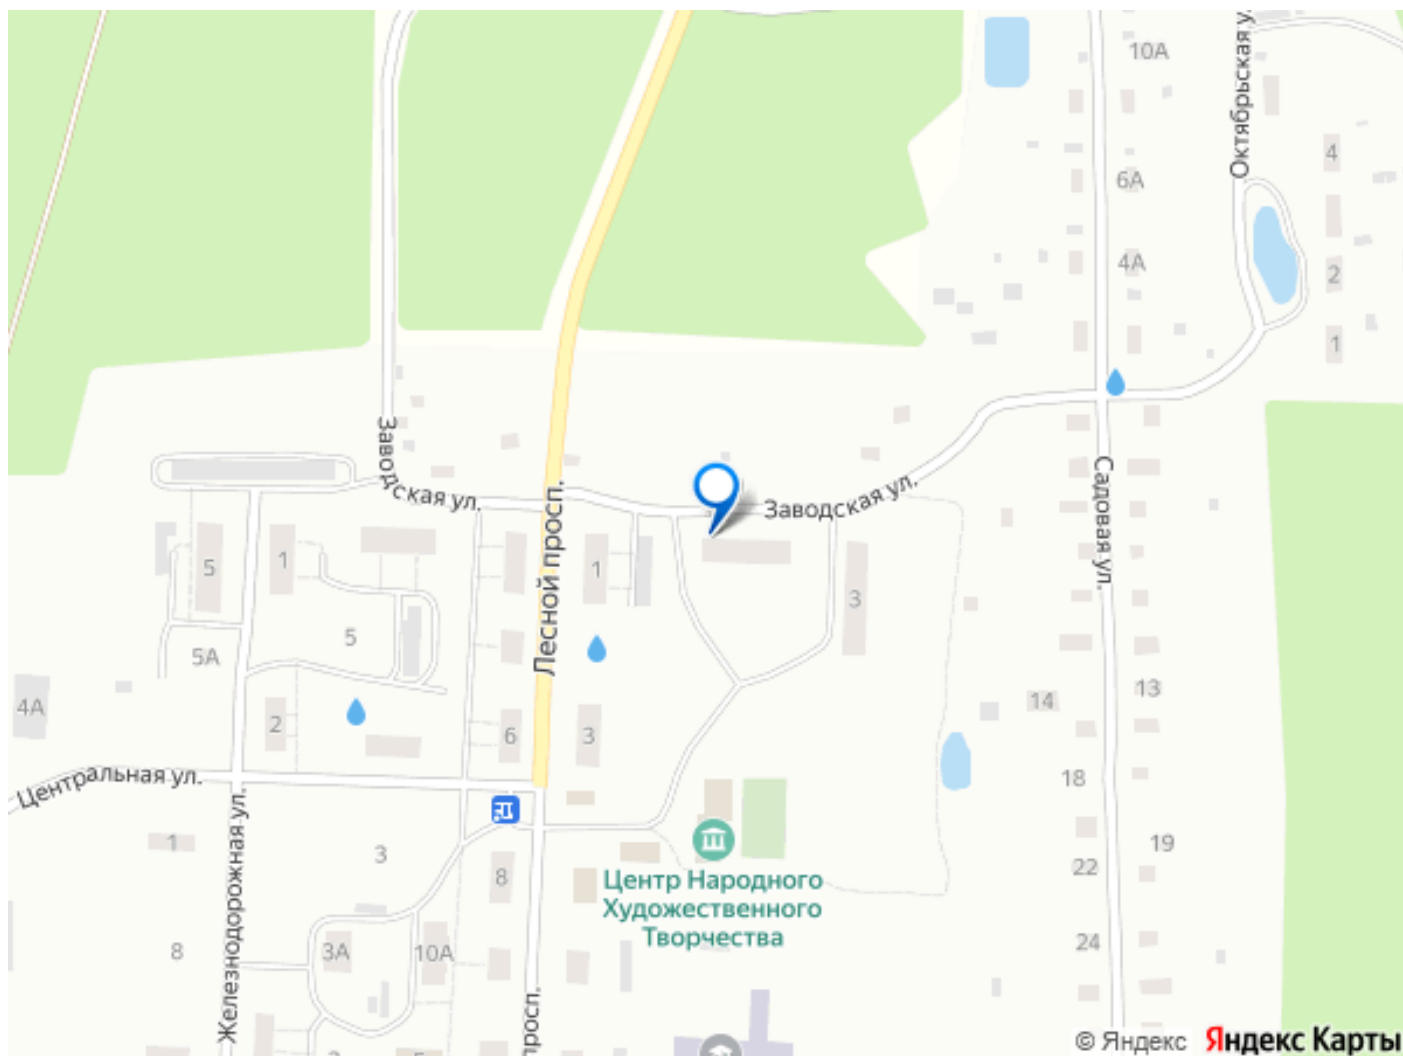 10А
Октябрьская ул.
4
6А
4А
2
1
Заводская ул.
Заводская ул.
Садовая ул.
Лесной просп.
5
1
1
3
5
5А
4А
2
6
3
14
13
Центральная ул.
18
1
3
8
19
22
Железнодорожная ул.
Центр Народного
Художественного
Творчества
8
3А
10А
24
просп.
© Яндекс Яндекс Карты